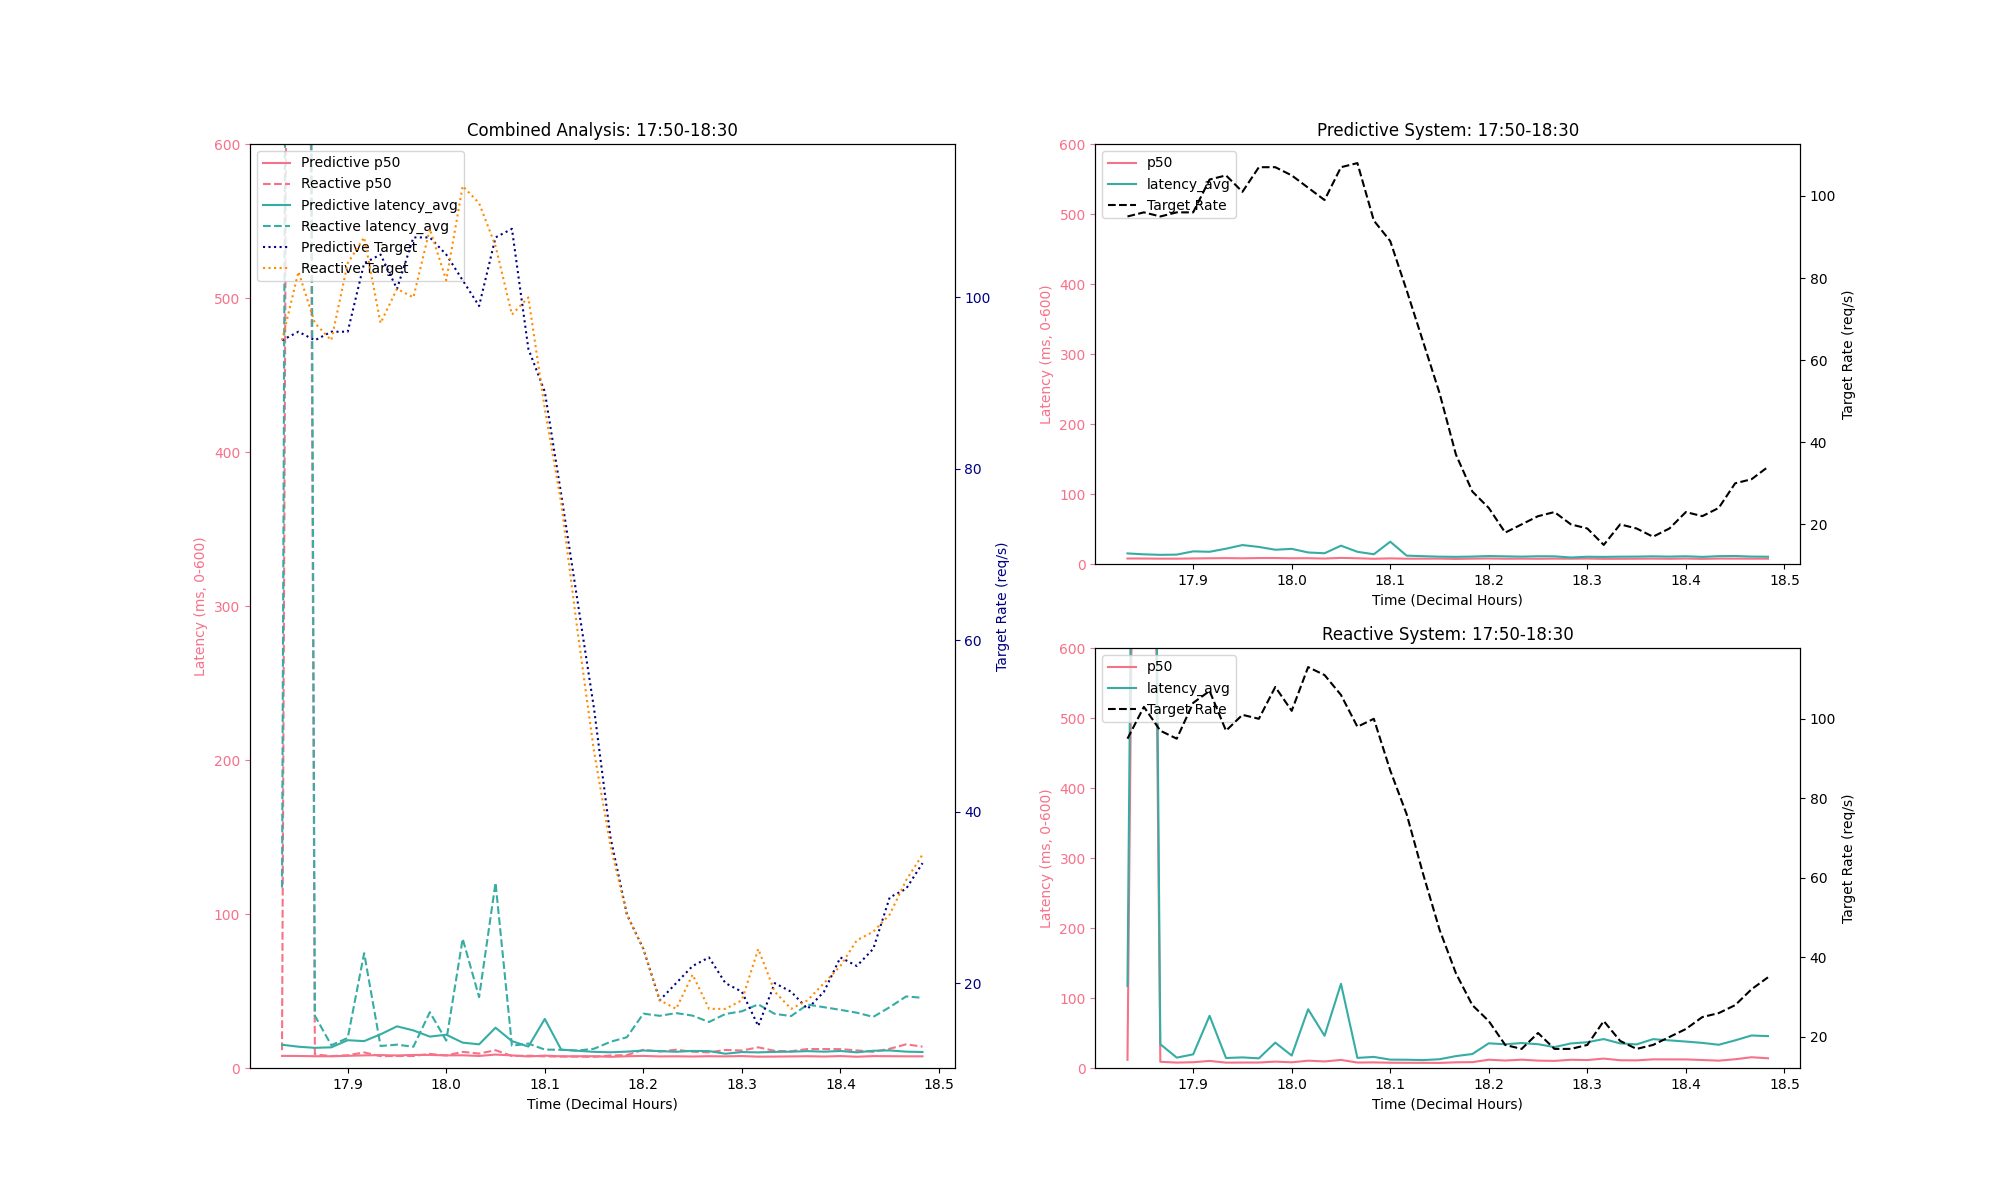 Combined Analysis: 17:50-18:30
Predictive p50
Reactive p50
Predictive latency_avg
Reactive latency_avg
Predictive Target
Reactive Target
600
500
400
300
200
100
0
Latency (ms, 0-600)
100
80
60
40
20
Target Rate (req/s)
17.9 18.0 18.1 18.2 18.3 18.4 18.5
Time (Decimal Hours)
Predictive System: 17:50-18:30
p50
latency_avg
Target Rate
600
500
400
300
200
100
0
Latency (ms, 0-600)
100
80
60
40
20
Target Rate (req/s)
17.9 18.0 18.1 18.2 18.3 18.4 18.5
Time (Decimal Hours)
Reactive System: 17:50-18:30
p50
latency_avg
Target Rate
600
500
400
300
200
100
0
Latency (ms, 0-600)
100
80
60
40
20
Target Rate (req/s)
17.9 18.0 18.1 18.2 18.3 18.4 18.5
Time (Decimal Hours)